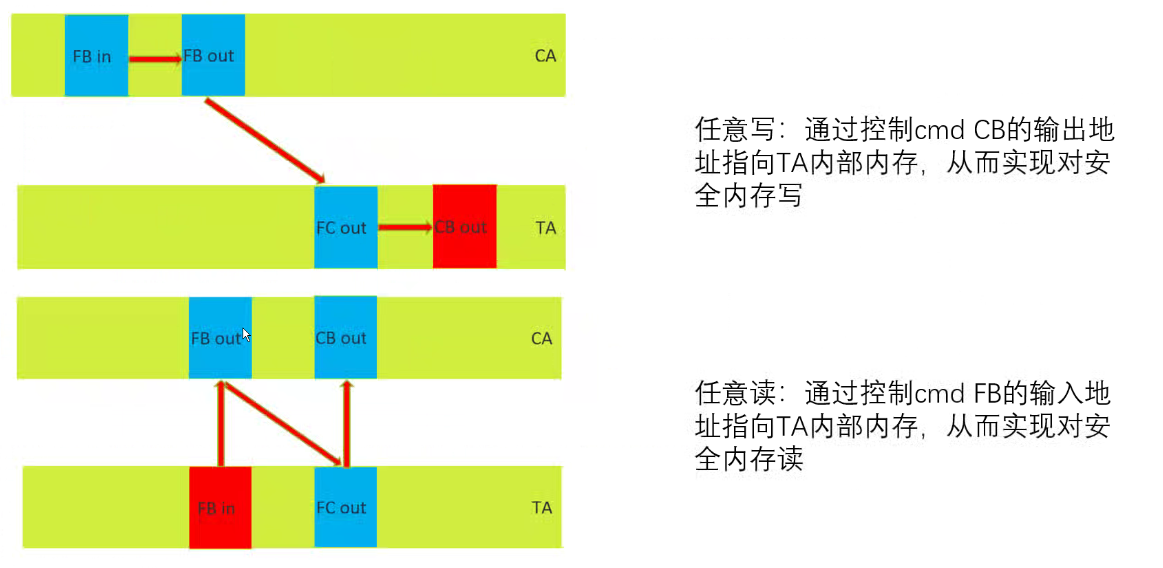 FB in
FB out
CA
任意写：通过控制cmd CB的输出地
址指向TA内部内存，从而实现对安
全内存写
FC out
CB out
TA
FB out
CB out
CA
任意读：通过控制cmd FB的输入地
址指向TA内部内存，从而实现对安
全内存读
FB in
FC out
TA